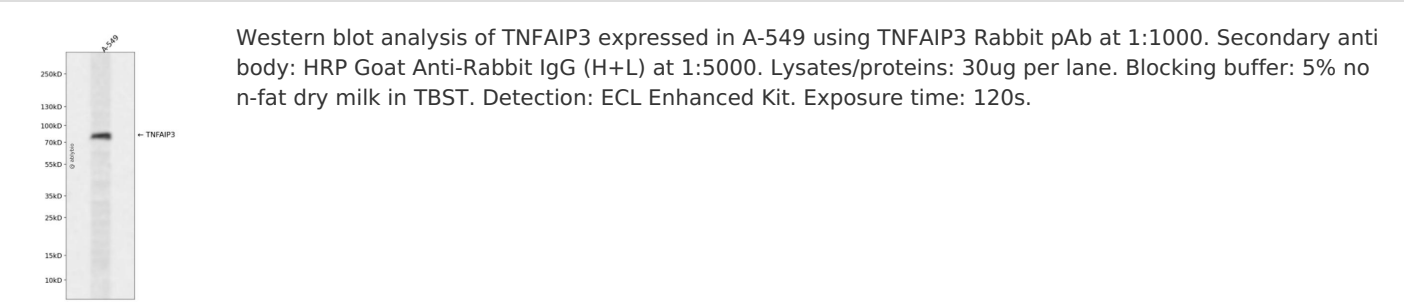 Western blot analysis of TNFAIP3 expressed in A-549 using TNFAIP3 Rabbit pAb at 1:1000. Secondary anti
body: HRP Goat Anti-Rabbit IgG (H+L) at 1:5000. Lysates/proteins: 30ug per lane. Blocking buffer: 5% no
n-fat dry milk in TBST. Detection: ECL Enhanced Kit. Exposure time: 120s.
A-549
250kD
130kD
100kD
70kD
← TNFAIP3
55kD
35kD
25kD
15kD
10kD